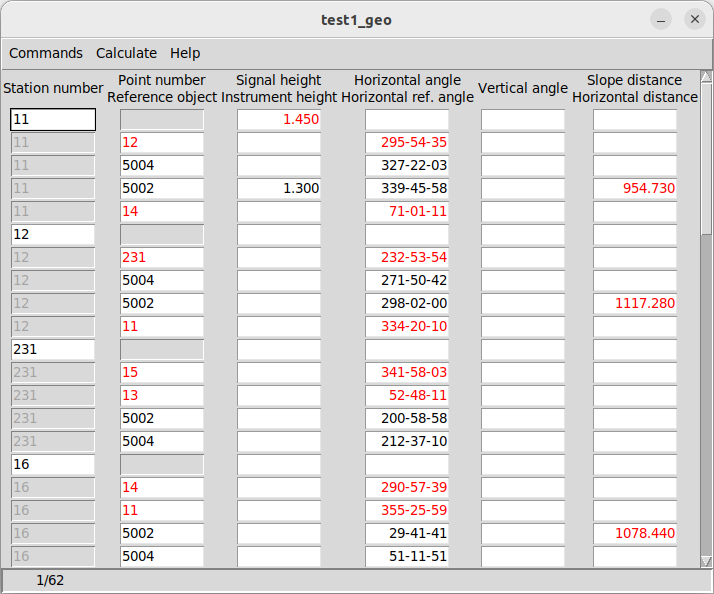 test1_geo
Commands Calculate Help
Station number Point number Signal height Horizontal angle Vertical angle Slope distance
Reference object Instrument height Horizontal ref. angle Horizontal distance
11 1.450
11 12 295-54-35
11 5004 327-22-03
11 5002 1.300 339-45-58 954.730
11 14 71-01-11
12
12 231 232-53-54
12 5004 271-50-42
12 5002 298-02-00 1117.280
12 11 334-20-10
231
231 15 341-58-03
231 13 52-48-11
231 5002 200-58-58
231 5004 212-37-10
16
16 14 290-57-39
16 11 355-25-59
16 5002 29-41-41 1078.440
16 5004 51-11-51
1/62